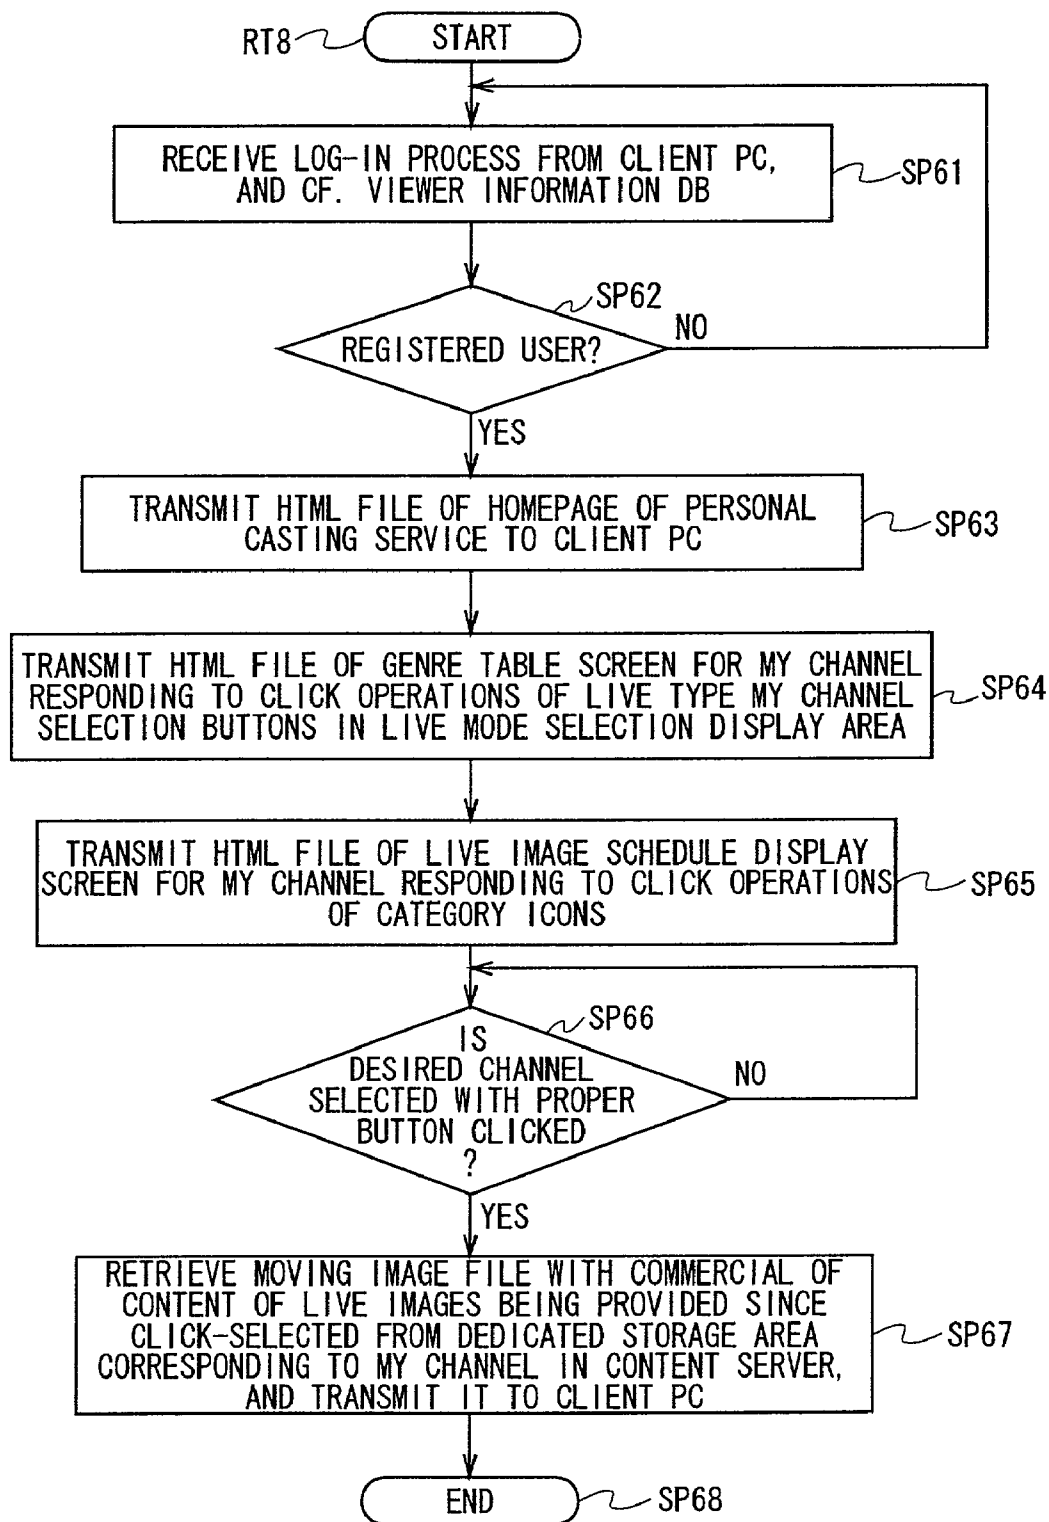 RT8
START
RECEIVE LOG-IN PROCESS FROM CLIENT PC,
AND CF. VIEWER INFORMATION DB
SP61
SP62
REGISTERED USER?
NO
YES
TRANSMIT HTML FILE OF HOMEPAGE OF PERSONAL
CASTING SERVICE TO CLIENT PC
SP63
TRANSMIT HTML FILE OF GENRE TABLE SCREEN FOR MY CHANNEL
RESPONDING TO CLICK OPERATIONS OF LIVE TYPE MY CHANNEL
SELECTION BUTTONS IN LIVE MODE SELECTION DISPLAY AREA
SP64
TRANSMIT HTML FILE OF LIVE IMAGE SCHEDULE DISPLAY
SCREEN FOR MY CHANNEL RESPONDING TO CLICK OPERATIONS
OF CATEGORY ICONS
SP65
SP66
IS
DESIRED CHANNEL
SELECTED WITH PROPER
BUTTON CLICKED
?
NO
YES
RETRIEVE MOVING IMAGE FILE WITH COMMERCIAL OF
CONTENT OF LIVE IMAGES BEING PROVIDED SINCE
CLICK-SELECTED FROM DEDICATED STORAGE AREA
CORRESPONDING TO MY CHANNEL IN CONTENT SERVER,
AND TRANSMIT IT TO CLIENT PC
SP67
END
SP68